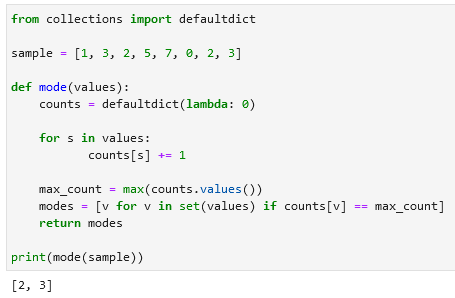 from collections import defaultdict
sample = [1, 3, 2, 5, 7, 0, 2, 3]
def mode(values):
    counts = defaultdict(lambda: 0)
    for s in values:
           counts[s] += 1
    max_count = max(counts.values())
    modes = [v for v in set(values) if counts[v] == max_count]
    return modes
print(mode(sample))
[2, 3]